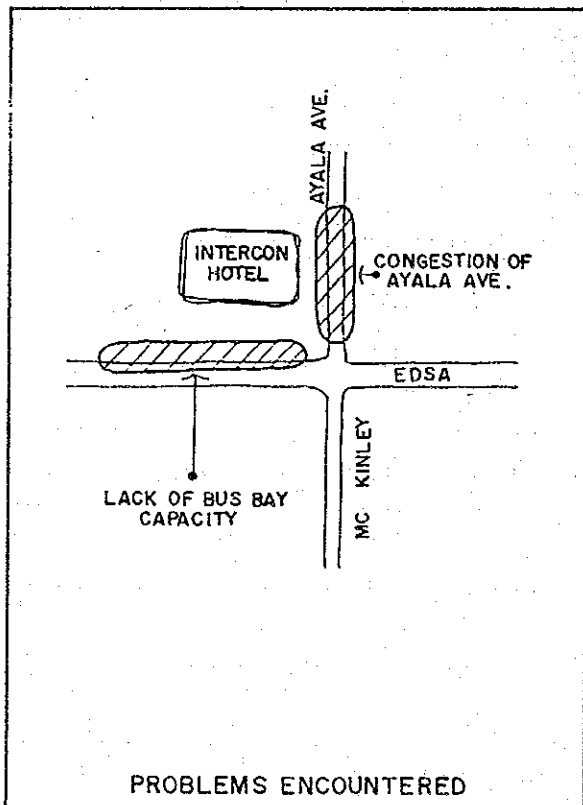 AYALA AVE.
INTERCON
HOTEL
CONGESTION OF
AYALA AVE.
EDSA
LACK OF BUS BAY
CAPACITY
MC KINLEY
PROBLEMS ENCOUNTERED